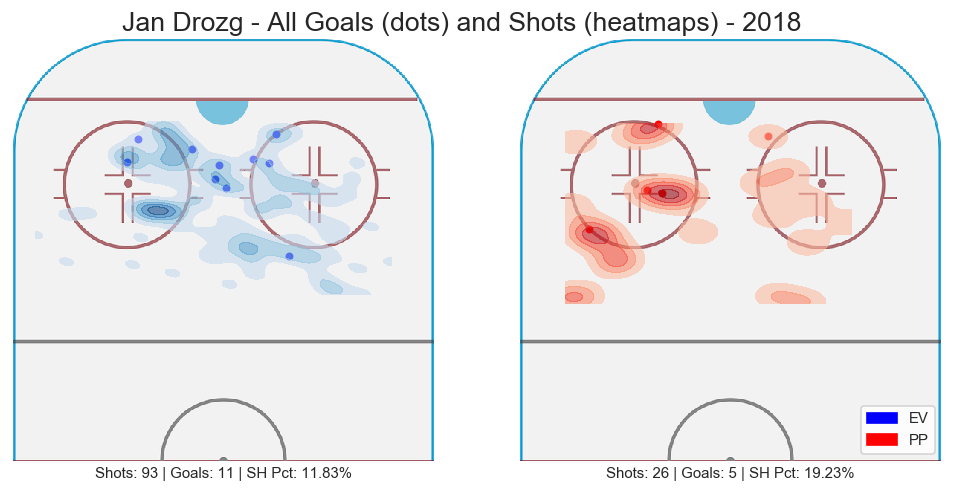 Jan Drozg - All Goals (dots) and Shots (heatmaps) - 2018
EV
PP
Shots: 93 | Goals: 11 | SH Pct: 11.83%
Shots: 26 | Goals: 5 | SH Pct: 19.23%